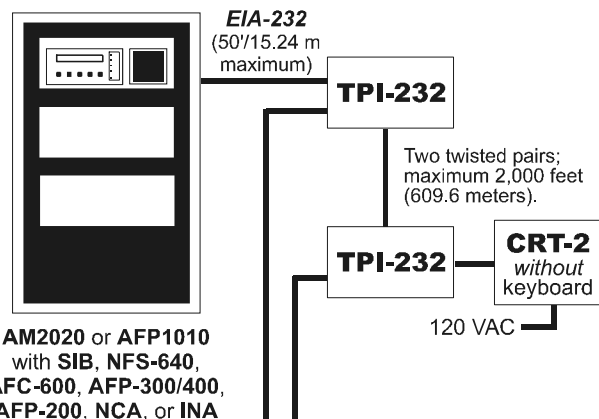 EIA-232
(50'/15.24 m
maximum)
TPI-232
Two twisted pairs;
maximum 2,000 feet
(609.6 meters).
TPI-232
CRT-2
without
keyboard
120 VAC
AM2020 or AFP1010
with SIB, NFS-640,
AFC-600, AFP-300/400,
AFP-200, NCA, or INA